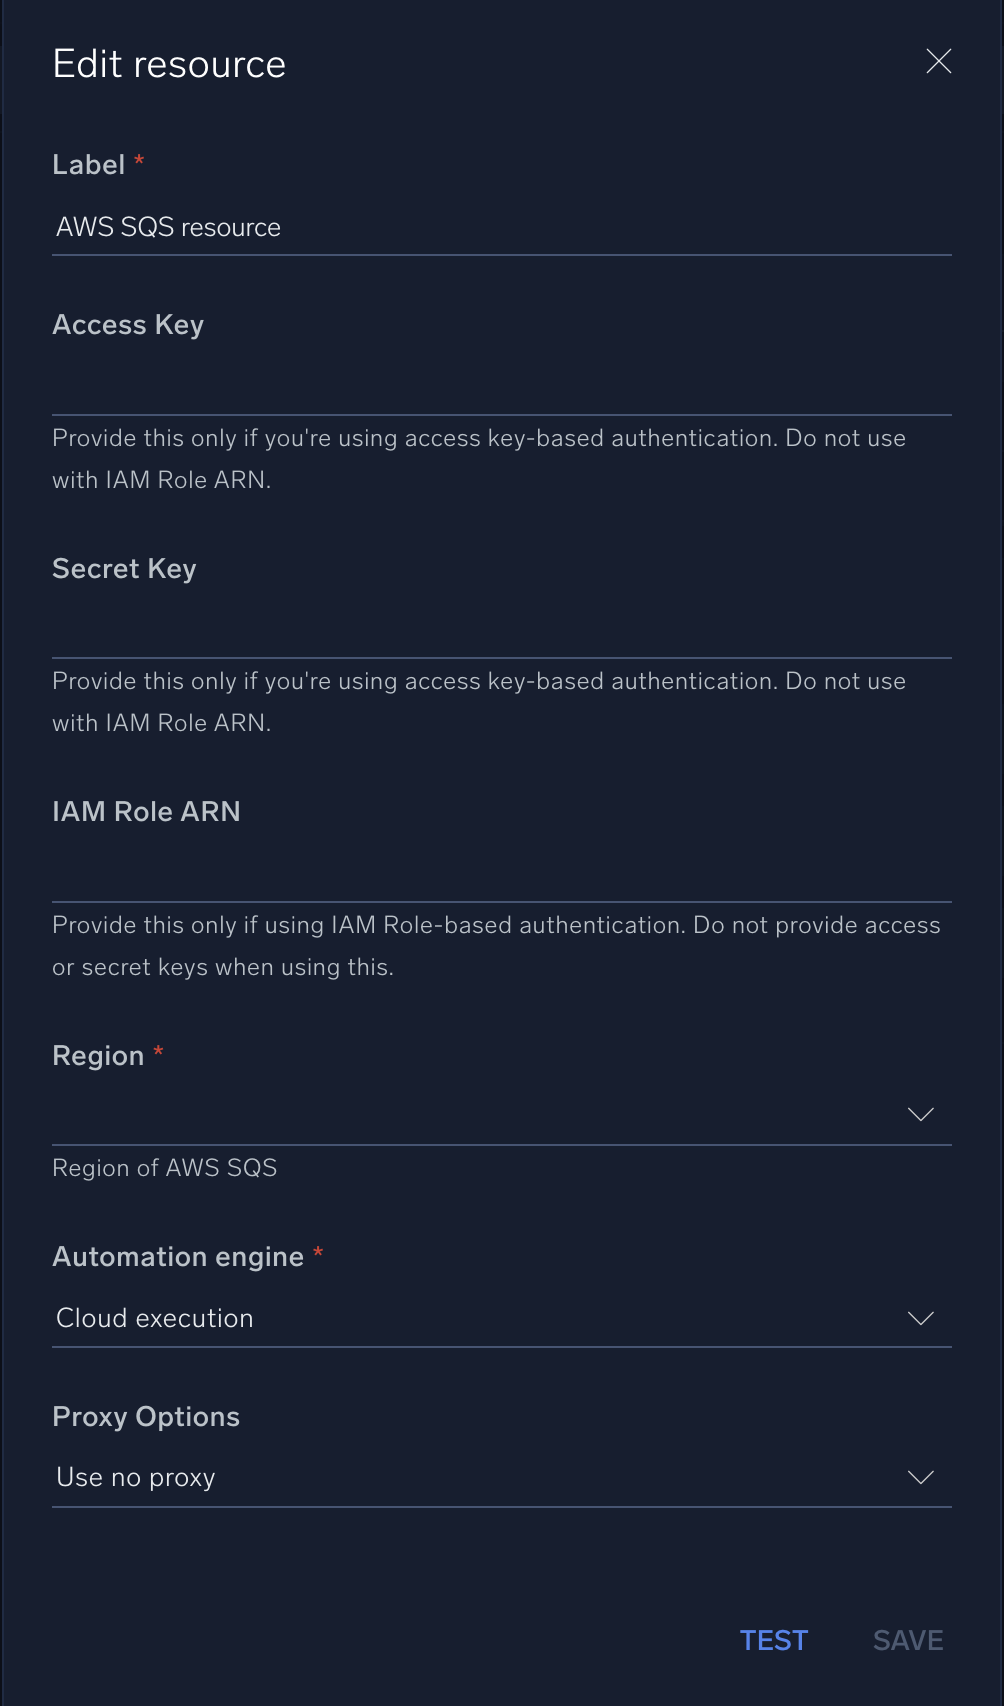 Edit resource
Label *
AWS SQS resource
Access Key
Provide this only if you're using access key-based authentication. Do not use
with IAM Role ARN.
Secret Key
Provide this only if you're using access key-based authentication. Do not use
with IAM Role ARN.
IAM Role ARN
Provide this only if using IAM Role-based authentication. Do not provide access
or secret keys when using this.
Region *
Region of AWS SQS
Automation engine *
Cloud execution
Proxy Options
Use no proxy
TEST SAVE